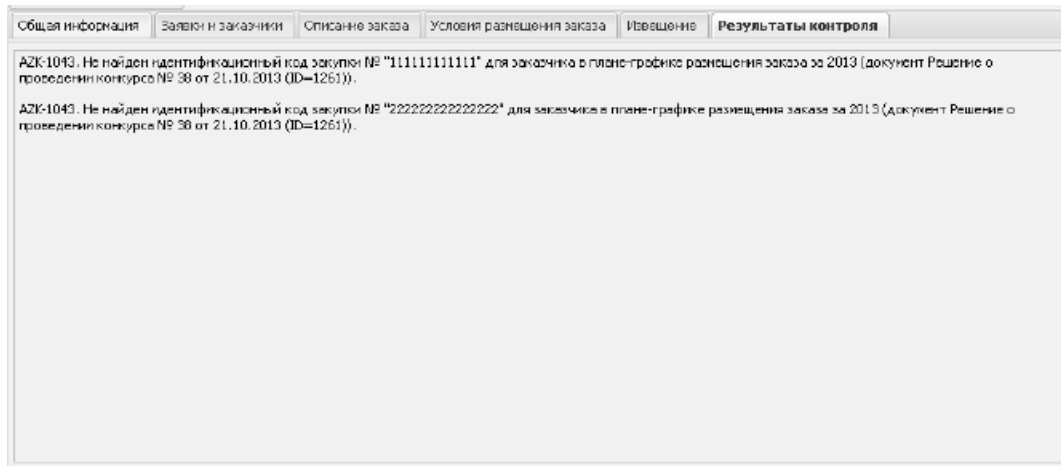 Общая информация Заявки и заказчики Описание заказа Условия размещения заказа Извещение Результаты контроля
AZK-1043. Не найден идентификационный код закупки № "111111111111" для заказчика в плане-графике размещения заказа за 2013 (документ Решение о
проведении конкурса № 38 от 21.10.2013 (ID=1261)).
AZK-1043. Не найден идентификационный код закупки № "222222222222222" для заказчика в плане-графике размещения заказа за 2013 (документ Решение о
проведении конкурса № 38 от 21.10.2013 (ID=1261)).